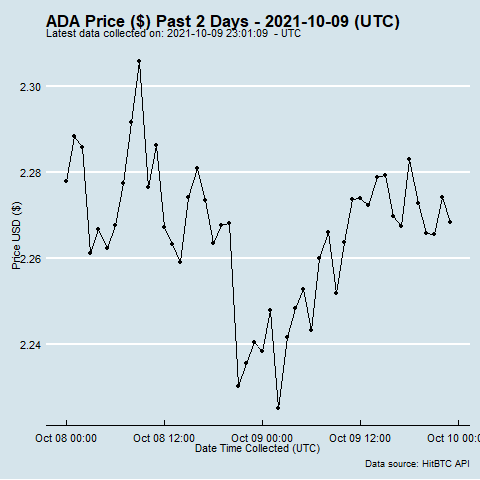 ADA Price ($) Past 2 Days - 2021-10-09 (UTC)
Latest data collected on: 2021-10-09 23:01:09 - UTC
2.30
2.28
2.26
2.24
Price USD ($)
Oct 08 00:00 Oct 08 12:00 Oct 09 00:00 Oct 09 12:00 Oct 10 00:00
Date Time Collected (UTC)
Data source: HitBTC API